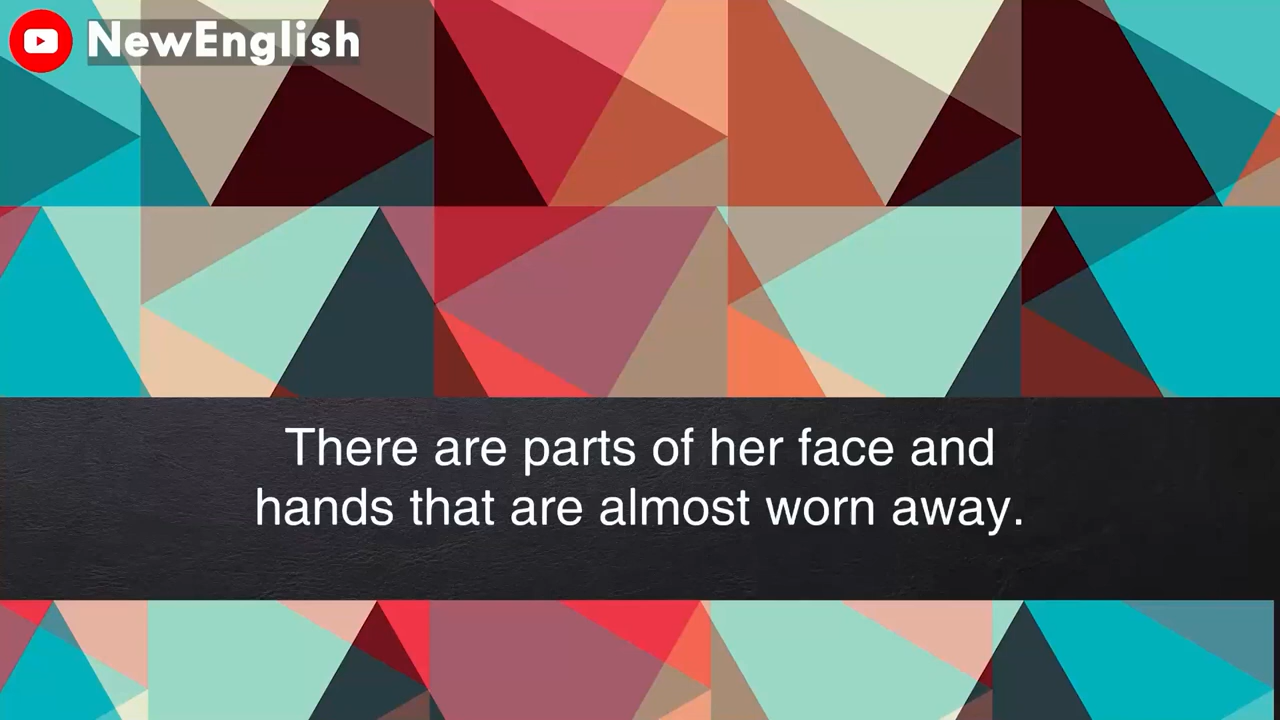 NewEnglish
There are parts of her face and
hands that are almost worn away.